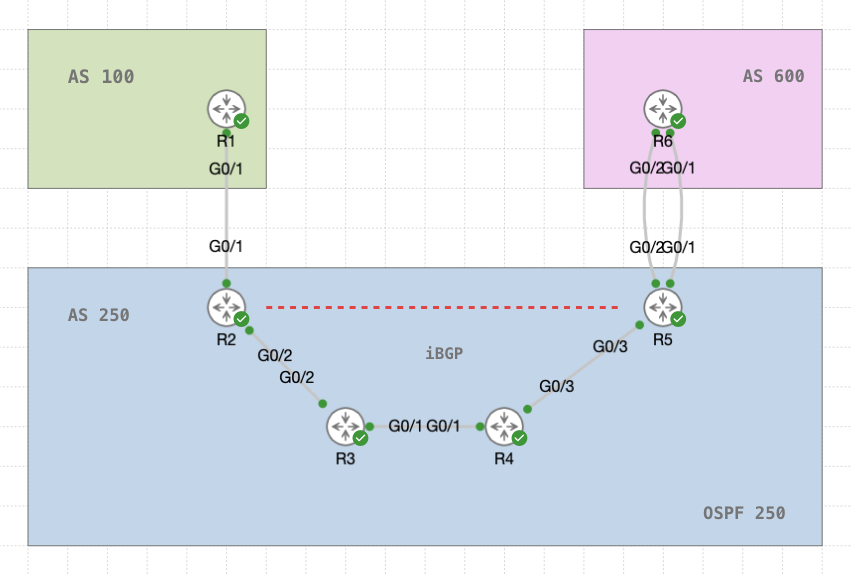 AS 100
AS 600
R1
R6
G0/1
G0/2
G0/1
G0/1
G0/2
G0/1
AS 250
R2
R5
G0/2
iBGP
G0/3
G0/2
G0/3
G0/1
G0/1
R3
R4
OSPF 250